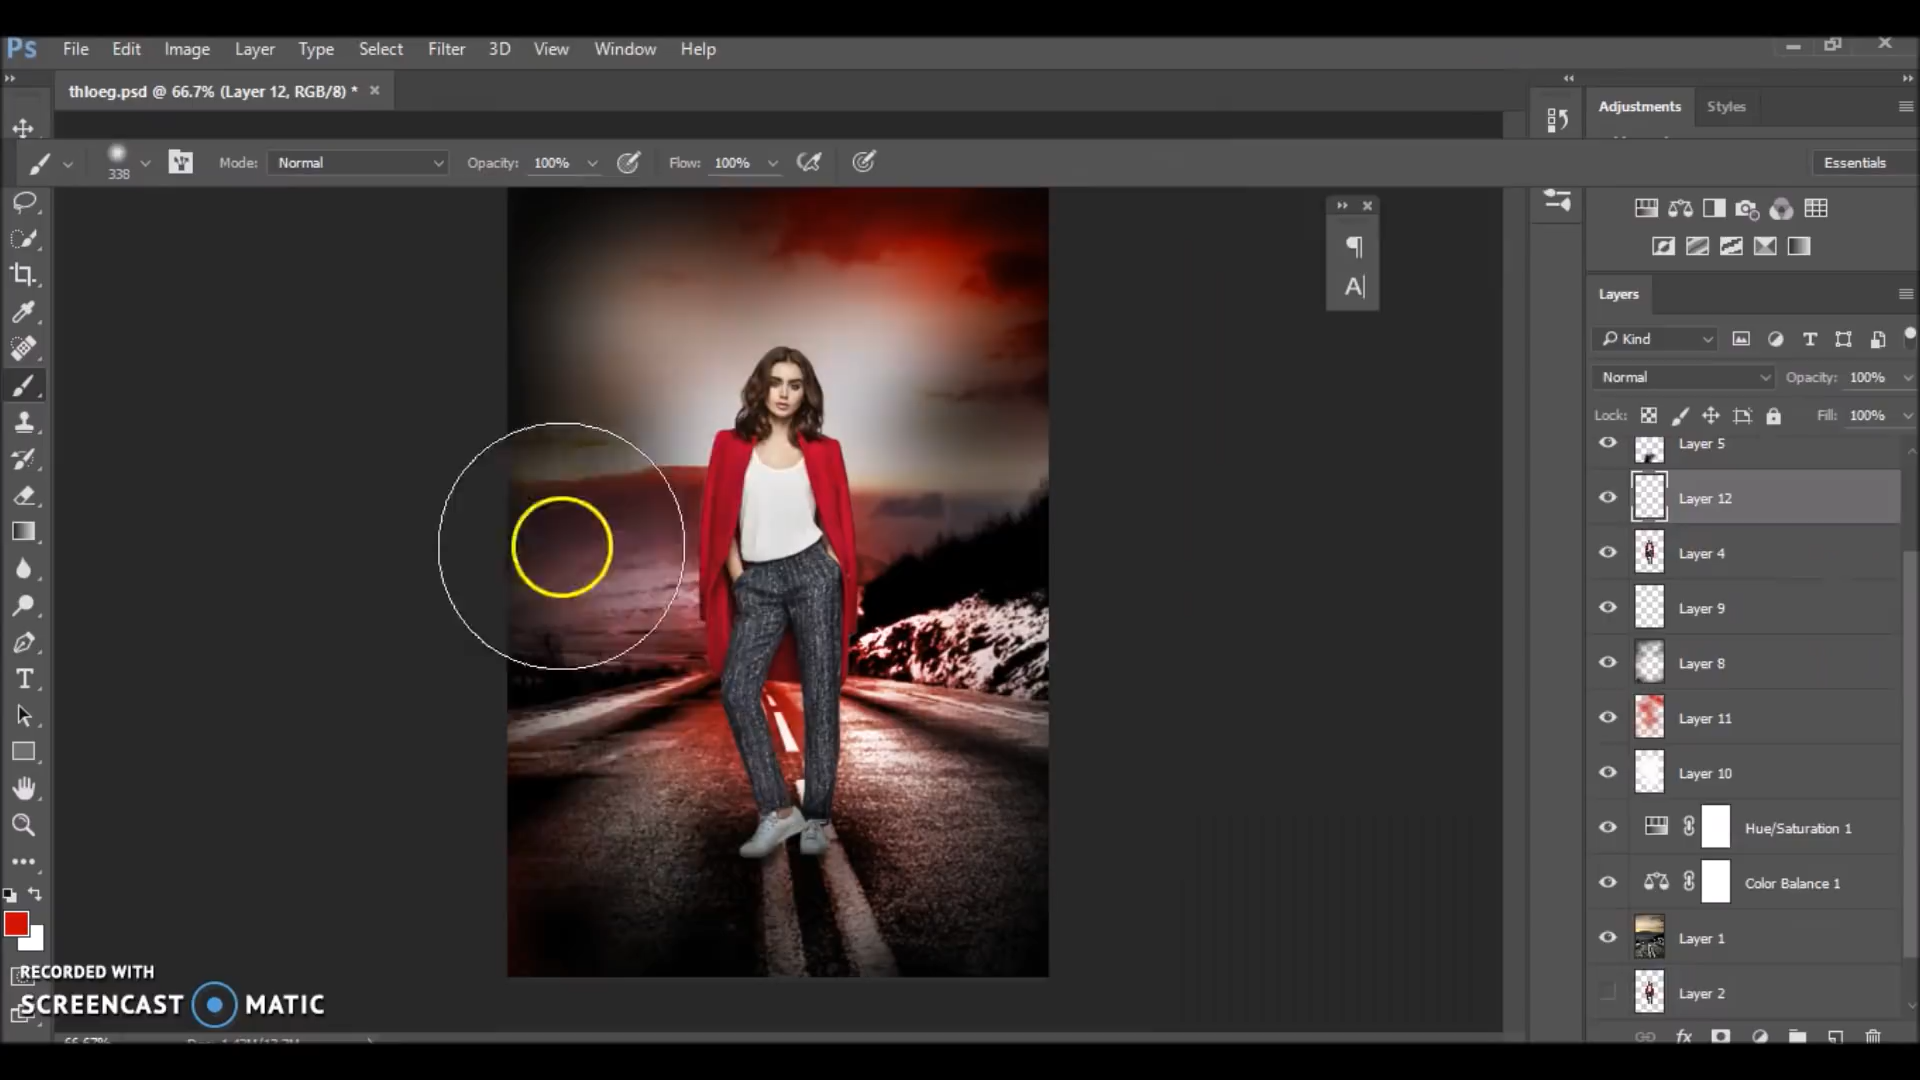 Ps File Edit Image Layer Type Select Filter 3D View Window Help
thloeg.psd @ 66.7% (Layer 12, RGB/8) * ×
Adjustments Styles
338 Mode: Normal Opacity: 100% Flow: 100% Essentials
Layers
Kind
Normal Opacity: 100%
Lock: Fill: 100%
Layer 5
Layer 12
Layer 4
Layer 9
Layer 8
Layer 11
Layer 10
Hue/Saturation 1
Color Balance 1
Layer 1
Layer 2
RECORDED WITH
SCREENCAST MATIC